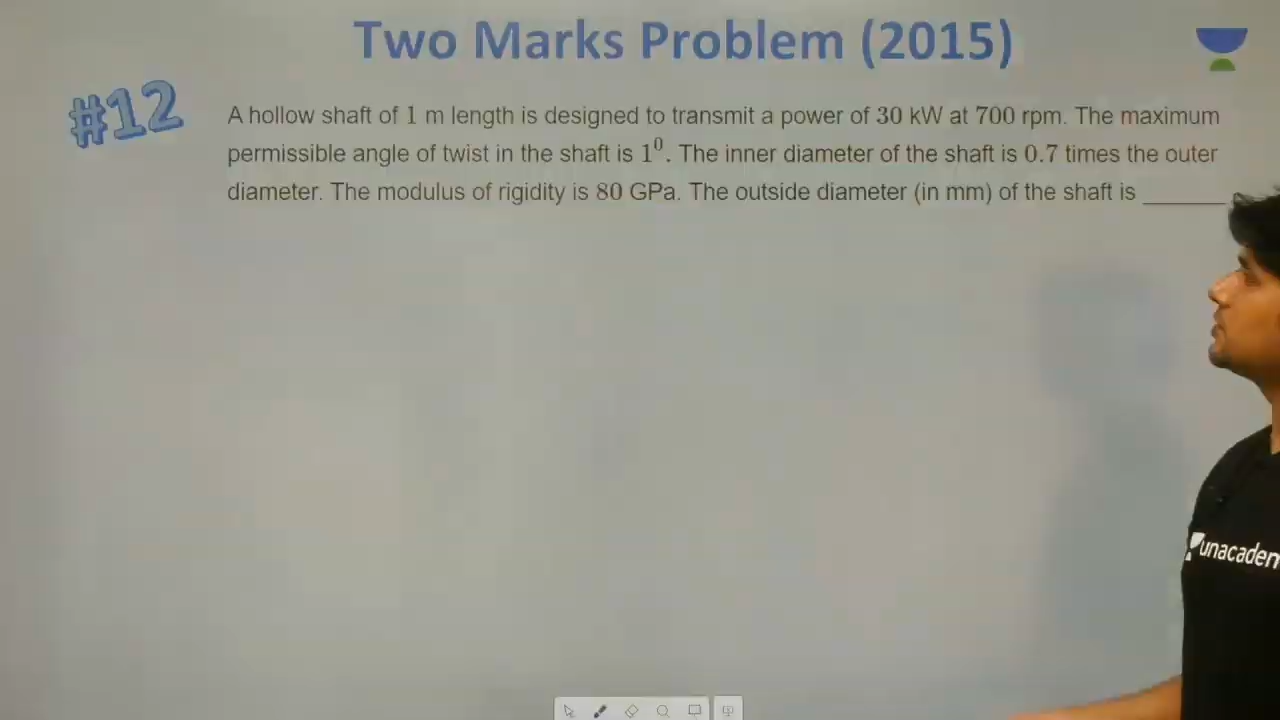 Two Marks Problem (2015)
#12
A hollow shaft of 1 m length is designed to transmit a power of 30 kW at 700 rpm. The maximum
permissible angle of twist in the shaft is 1⁰. The inner diameter of the shaft is 0.7 times the outer
diameter. The modulus of rigidity is 80 GPa. The outside diameter (in mm) of the shaft is ______
unacadem